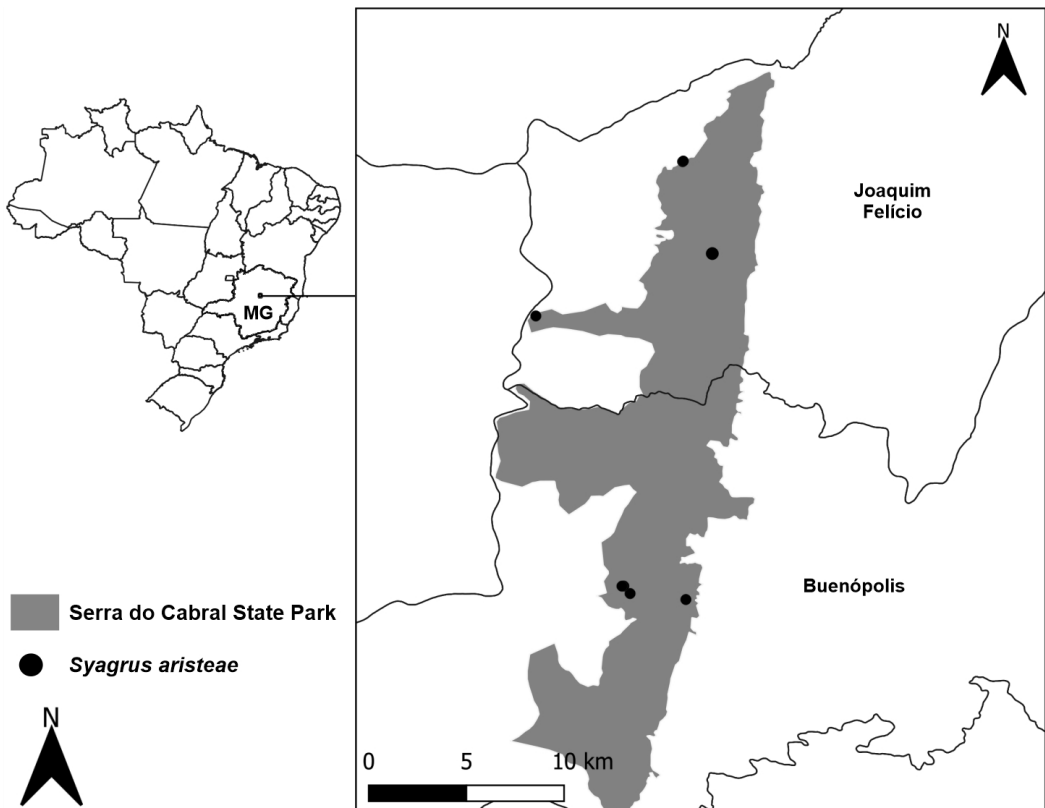 N
Joaquim
Felício
MG
Buenópolis
Serra do Cabral State Park
Syagrus aristeae
N
0 5 10 km